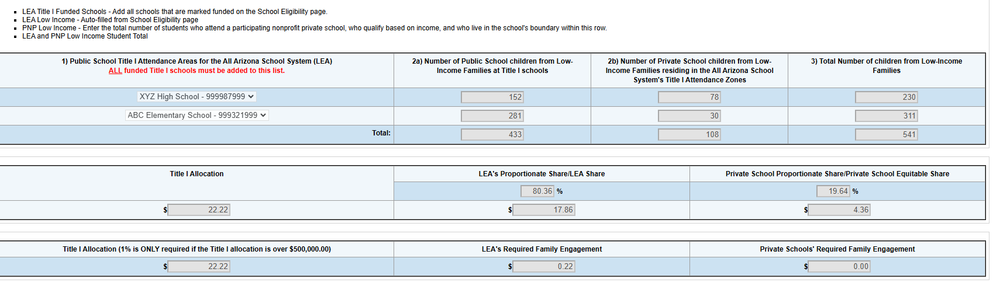 LEA Title I Funded Schools - Add all schools that are marked funded on the School Eligibility page.
LEA Low Income - Auto-filled from School Eligibility page
PNP Low Income - Enter the total number of students who attend a participating nonprofit private school, who qualify based on income, and who live in the school's boundary within this row.
LEA and PNP Low Income Student Total
1) Public School Title I Attendance Areas for the All Arizona School System (LEA)
ALL funded Title I schools must be added to this list.
2a) Number of Public School children from Low-
Income Families at Title I schools
2b) Number of Private School children from Low-
Income Families residing in the All Arizona School
System's Title I Attendance Zones
3) Total Number of children from Low-Income
Families
XYZ High School - 999987999 152 78 230
ABC Elementary School - 999321999 281 30 311
Total: 433 108 541
Title I Allocation LEA's Proportionate Share/LEA Share Private School Proportionate Share/Private School Equitable Share
80.36 % 19.64 %
$ 22.22 $ 17.86 $ 4.36
Title I Allocation (1% is ONLY required if the Title I allocation is over $500,000.00) LEA's Required Family Engagement Private Schools' Required Family Engagement
$ 22.22 $ 0.22 $ 0.00